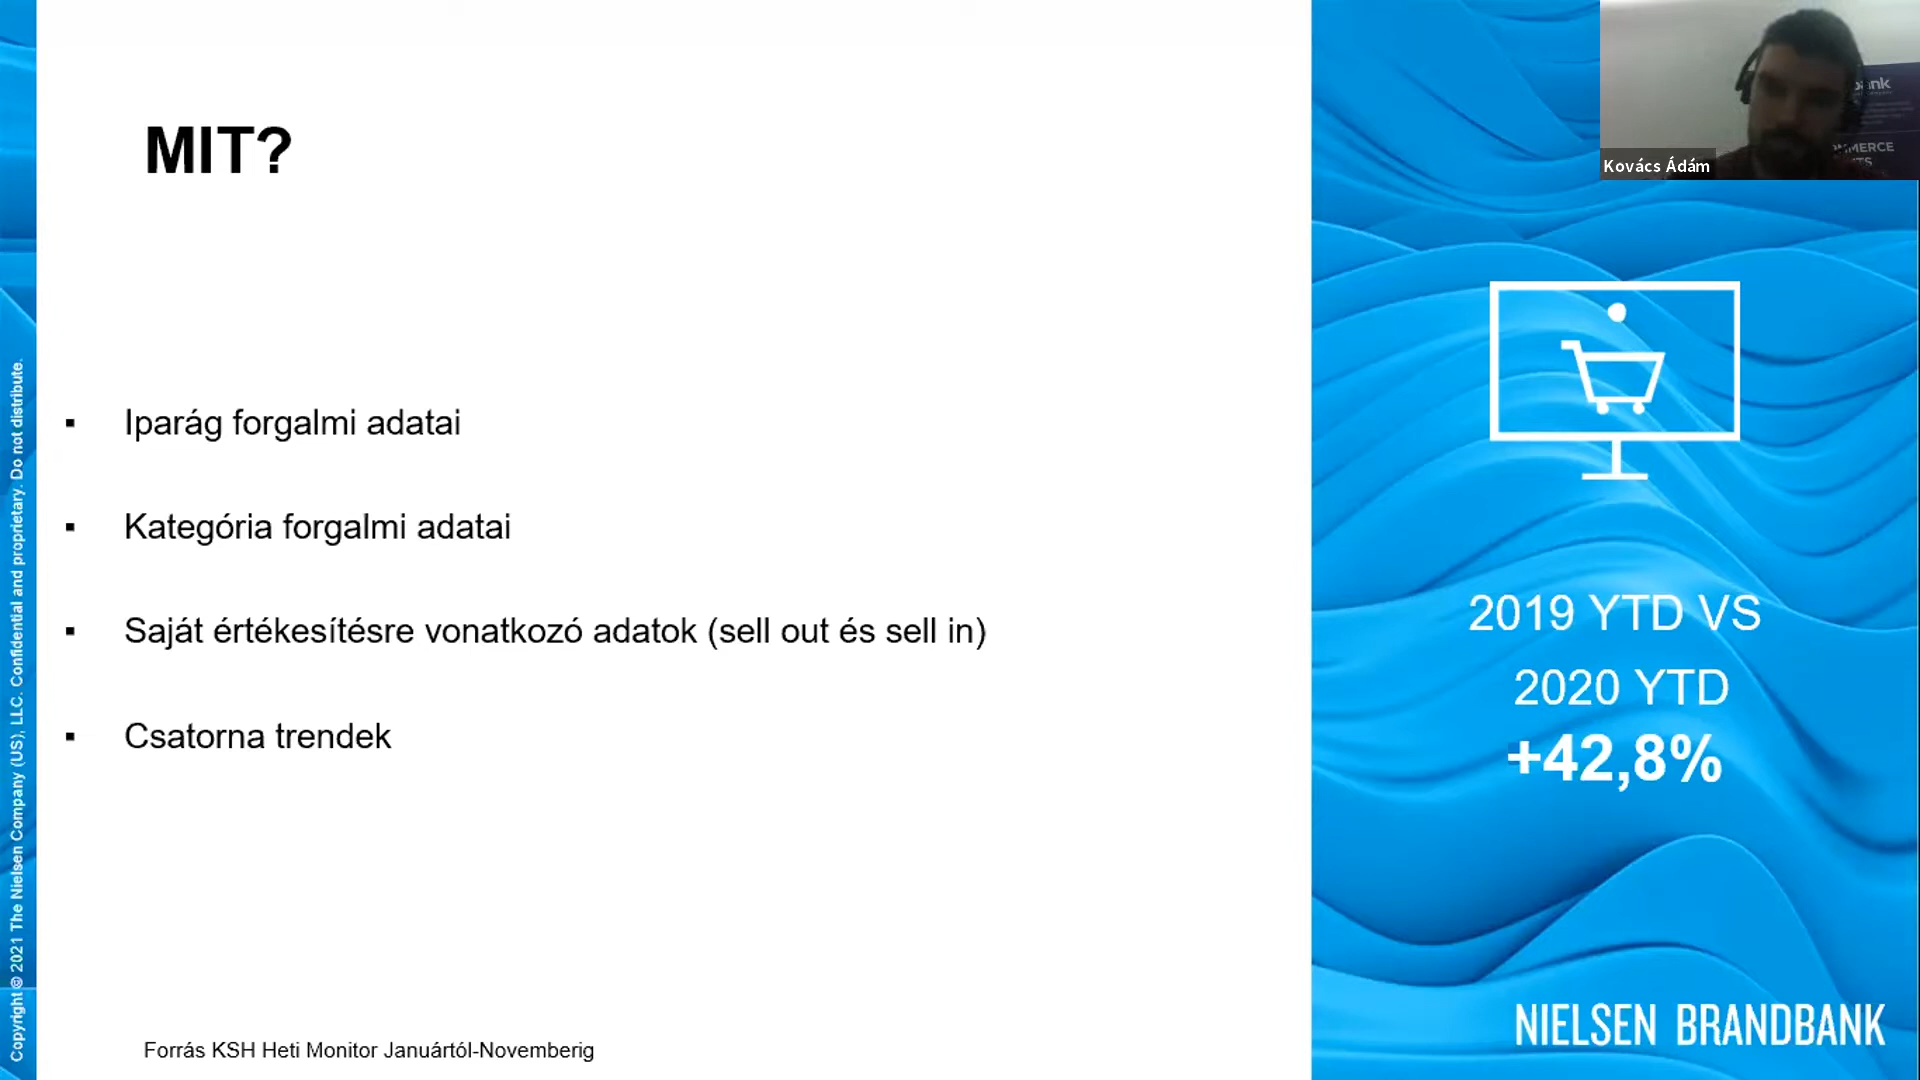 MIT?
Iparág forgalmi adatai
Kategória forgalmi adatai
Saját értékesítésre vonatkozó adatok (sell out és sell in)
Csatorna trendek
Forrás KSH Heti Monitor Januártól-Novemberig
Copyright © 2021 The Nielsen Company (US), LLC. Confidential and proprietary. Do not distribute.
Kovács Ádám
2019 YTD VS
2020 YTD
+42,8%
NIELSEN BRANDBANK